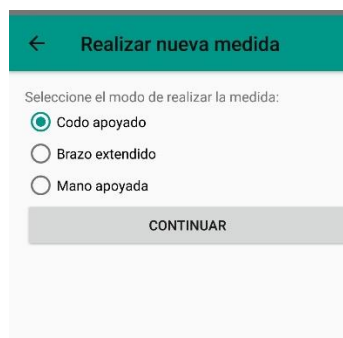 Realizar nueva medida
Seleccione el modo de realizar la medida:
Codo apoyado
Brazo extendido
Mano apoyada
CONTINUAR